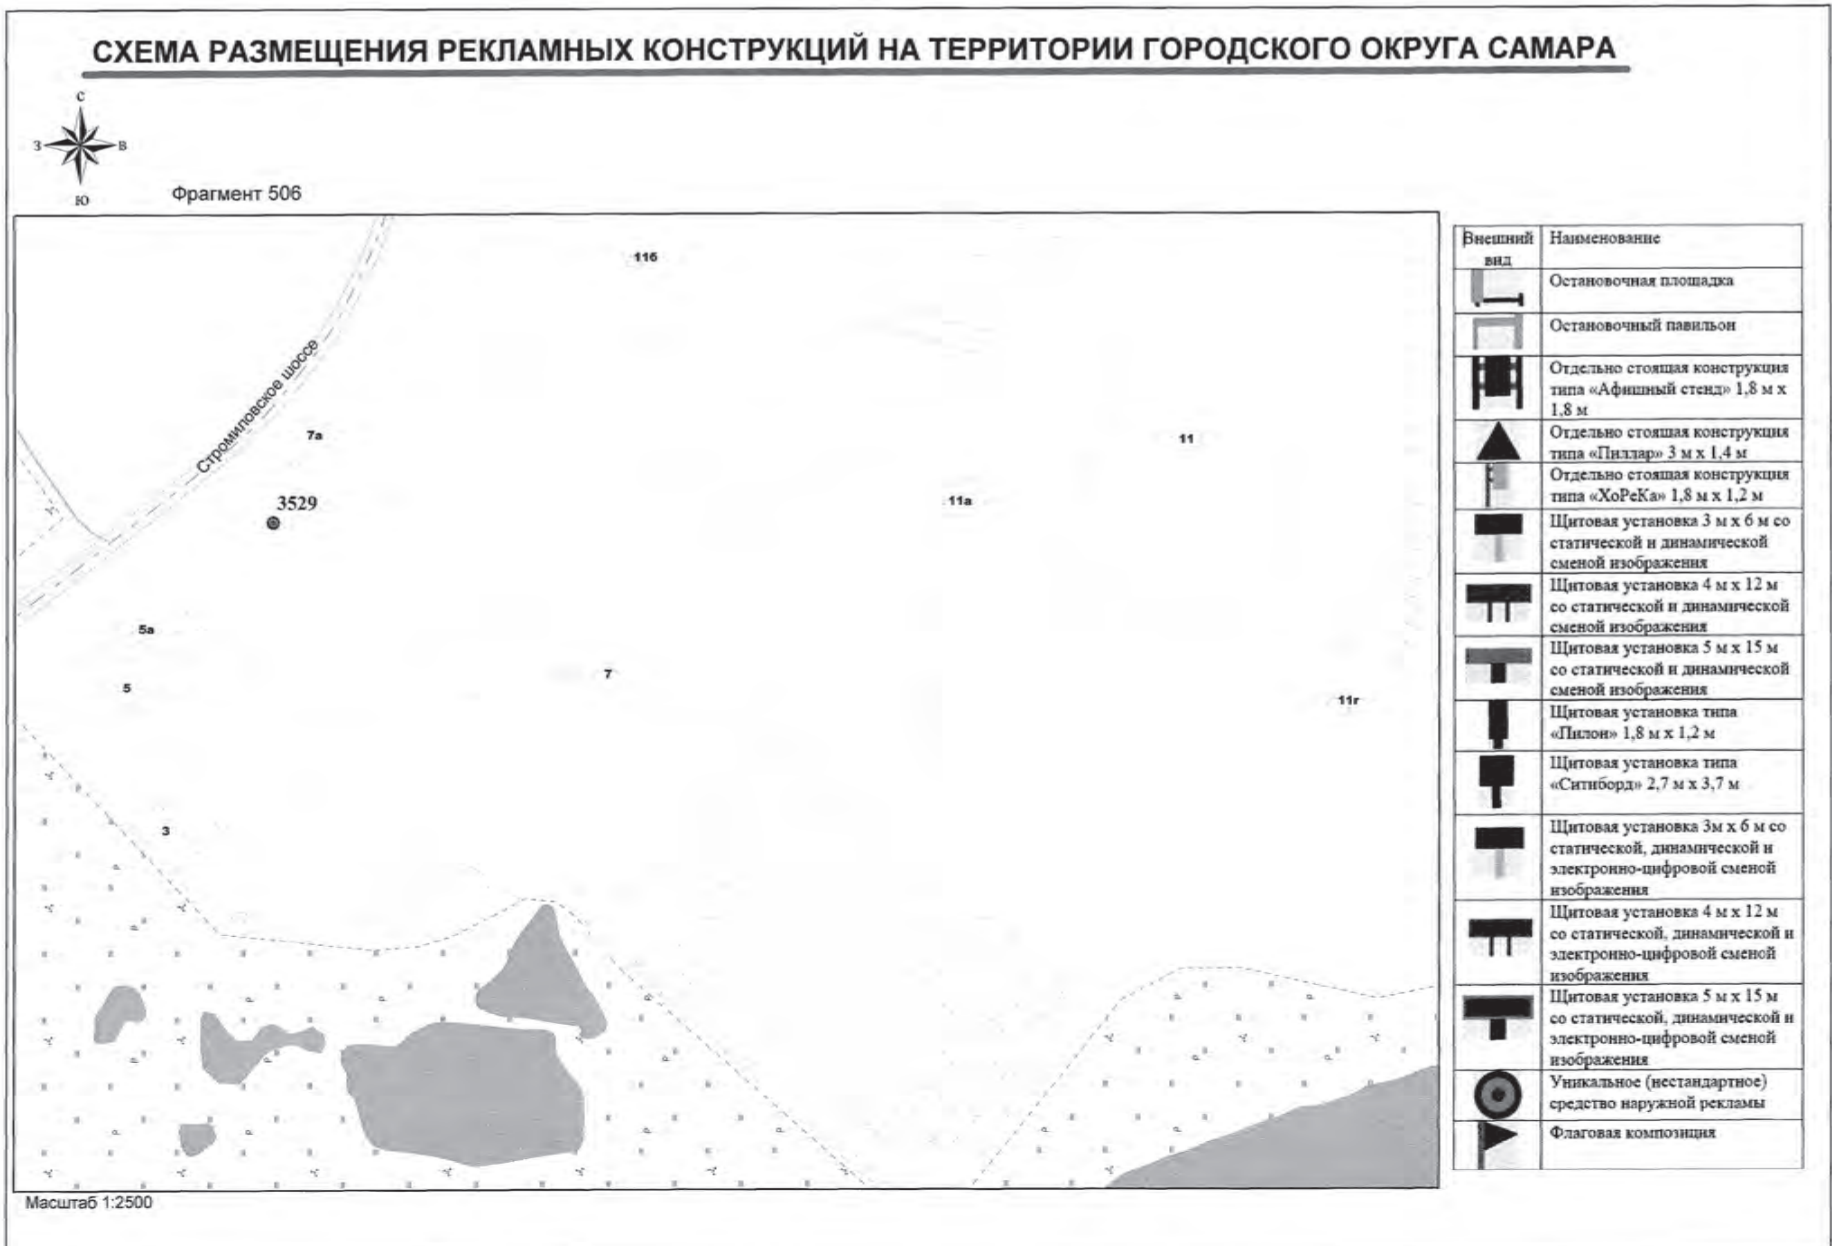 СХЕМА РАЗМЕЩЕНИЯ РЕКЛАМНЫХ КОНСТРУКЦИЙ НА ТЕРРИТОРИИ ГОРОДСКОГО ОКРУГА САМАРА
С
З В
Ю
Фрагмент 506
11б
Стромиловское шоссе
7а
11
11а
3529
5а
7
5
11г
3
Масштаб 1:2500
Внешний вид Наименование
Остановочная площадка
Остановочный павильон
Отдельно стоящая конструкция
типа «Афишный стенд» 1,8 м х
1,8 м
Отдельно стоящая конструкция
типа «Пиллар» 3 м х 1,4 м
Отдельно стоящая конструкция
типа «ХоРеКа» 1,8 м х 1,2 м
Щитовая установка 3 м х 6 м со
статической и динамической
сменой изображения
Щитовая установка 4 м х 12 м
со статической и динамической
сменой изображения
Щитовая установка 5 м х 15 м
со статической и динамической
сменой изображения
Щитовая установка типа
«Пилон» 1,8 м х 1,2 м
Щитовая установка типа
«Ситиборд» 2,7 м х 3,7 м
Щитовая установка 3м х 6 м со
статической, динамической и
электронно-цифровой сменой
изображения
Щитовая установка 4 м х 12 м
со статической, динамической и
электронно-цифровой сменой
изображения
Щитовая установка 5 м х 15 м
со статической, динамической и
электронно-цифровой сменой
изображения
Уникальное (нестандартное)
средство наружной рекламы
Флаговая композиция